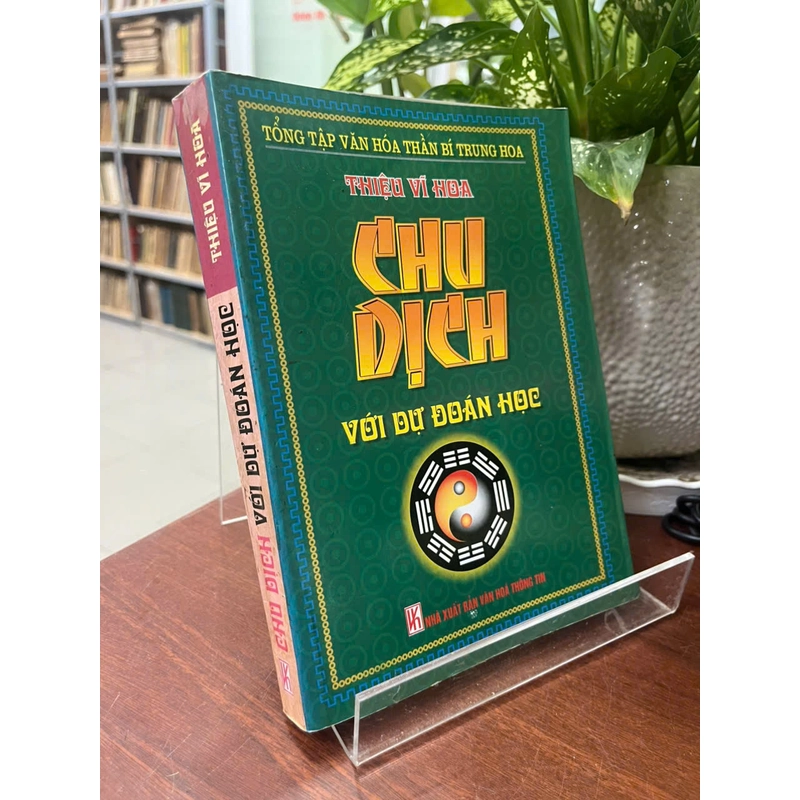 TỔNG TẬP VĂN HÓA THẦN BÍ TRUNG HOA
THIỆU VĨ HOA
CHU
DỊCH
VỚI DỰ ĐOÁN HỌC
NHÀ XUẤT BẢN VĂN HOÁ THÔNG TIN
THIỆU VĨ HOA
CHU DỊCH VỚI DỰ ĐOÁN HỌC